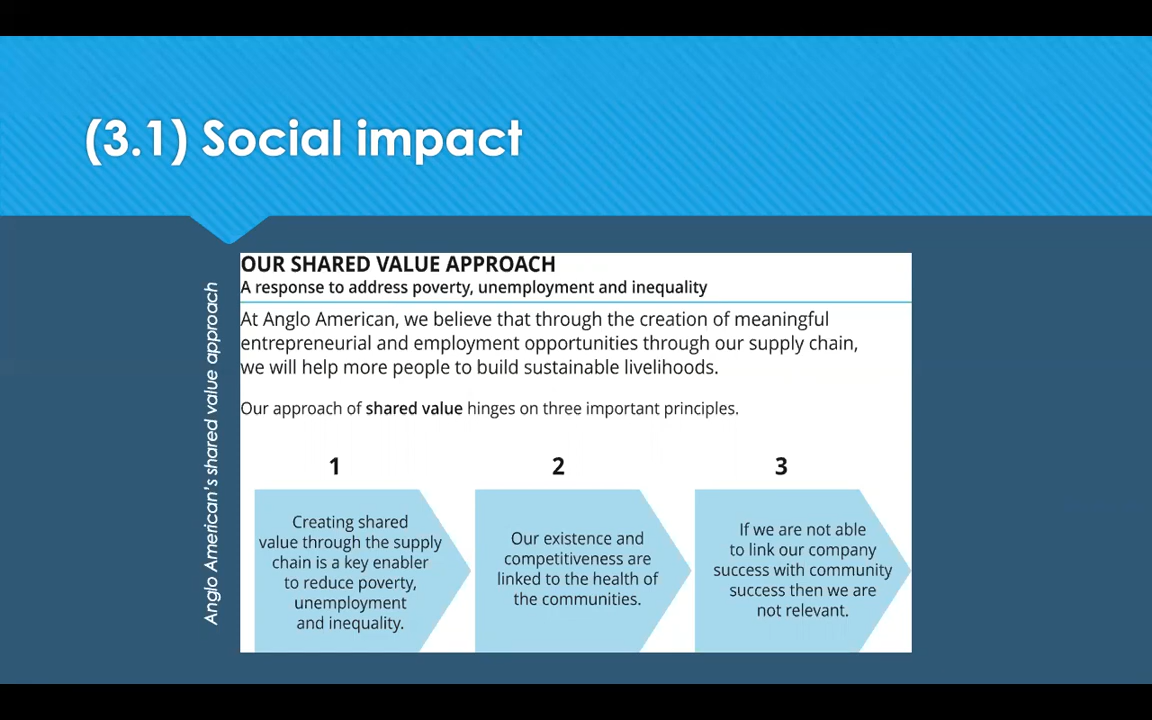 (3.1) Social impact
Anglo American's shared value approach
OUR SHARED VALUE APPROACH
A response to address poverty, unemployment and inequality
At Anglo American, we believe that through the creation of meaningful
entrepreneurial and employment opportunities through our supply chain,
we will help more people to build sustainable livelihoods.
Our approach of shared value hinges on three important principles.
1
Creating shared
value through the supply
chain is a key enabler
to reduce poverty,
unemployment
and inequality.
2
Our existence and
competitiveness are
linked to the health of
the communities.
3
If we are not able
to link our company
success with community
success then we are
not relevant.